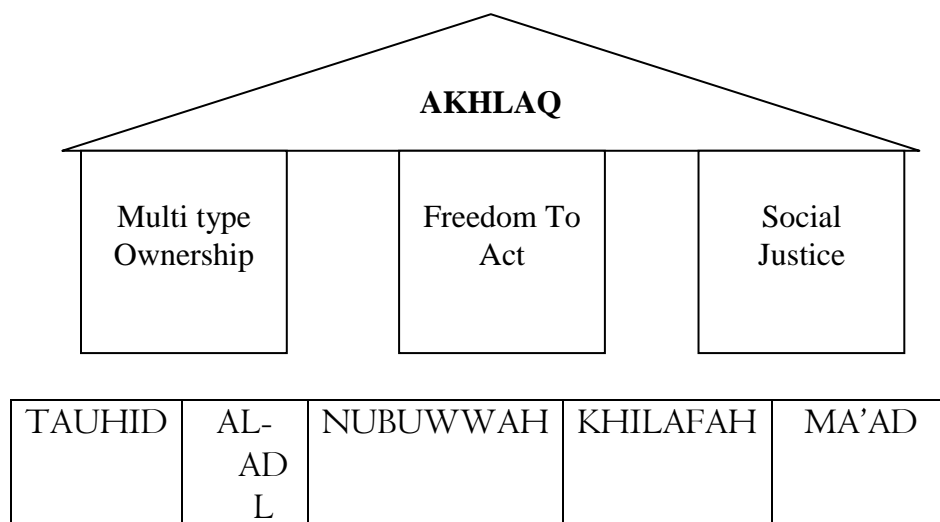 AKHLAQ
Multi type
Ownership
Freedom To
Act
Social
Justice
TAUHID
AL-
AD
L
NUBUWWAH
KHILAFAH
MA’AD